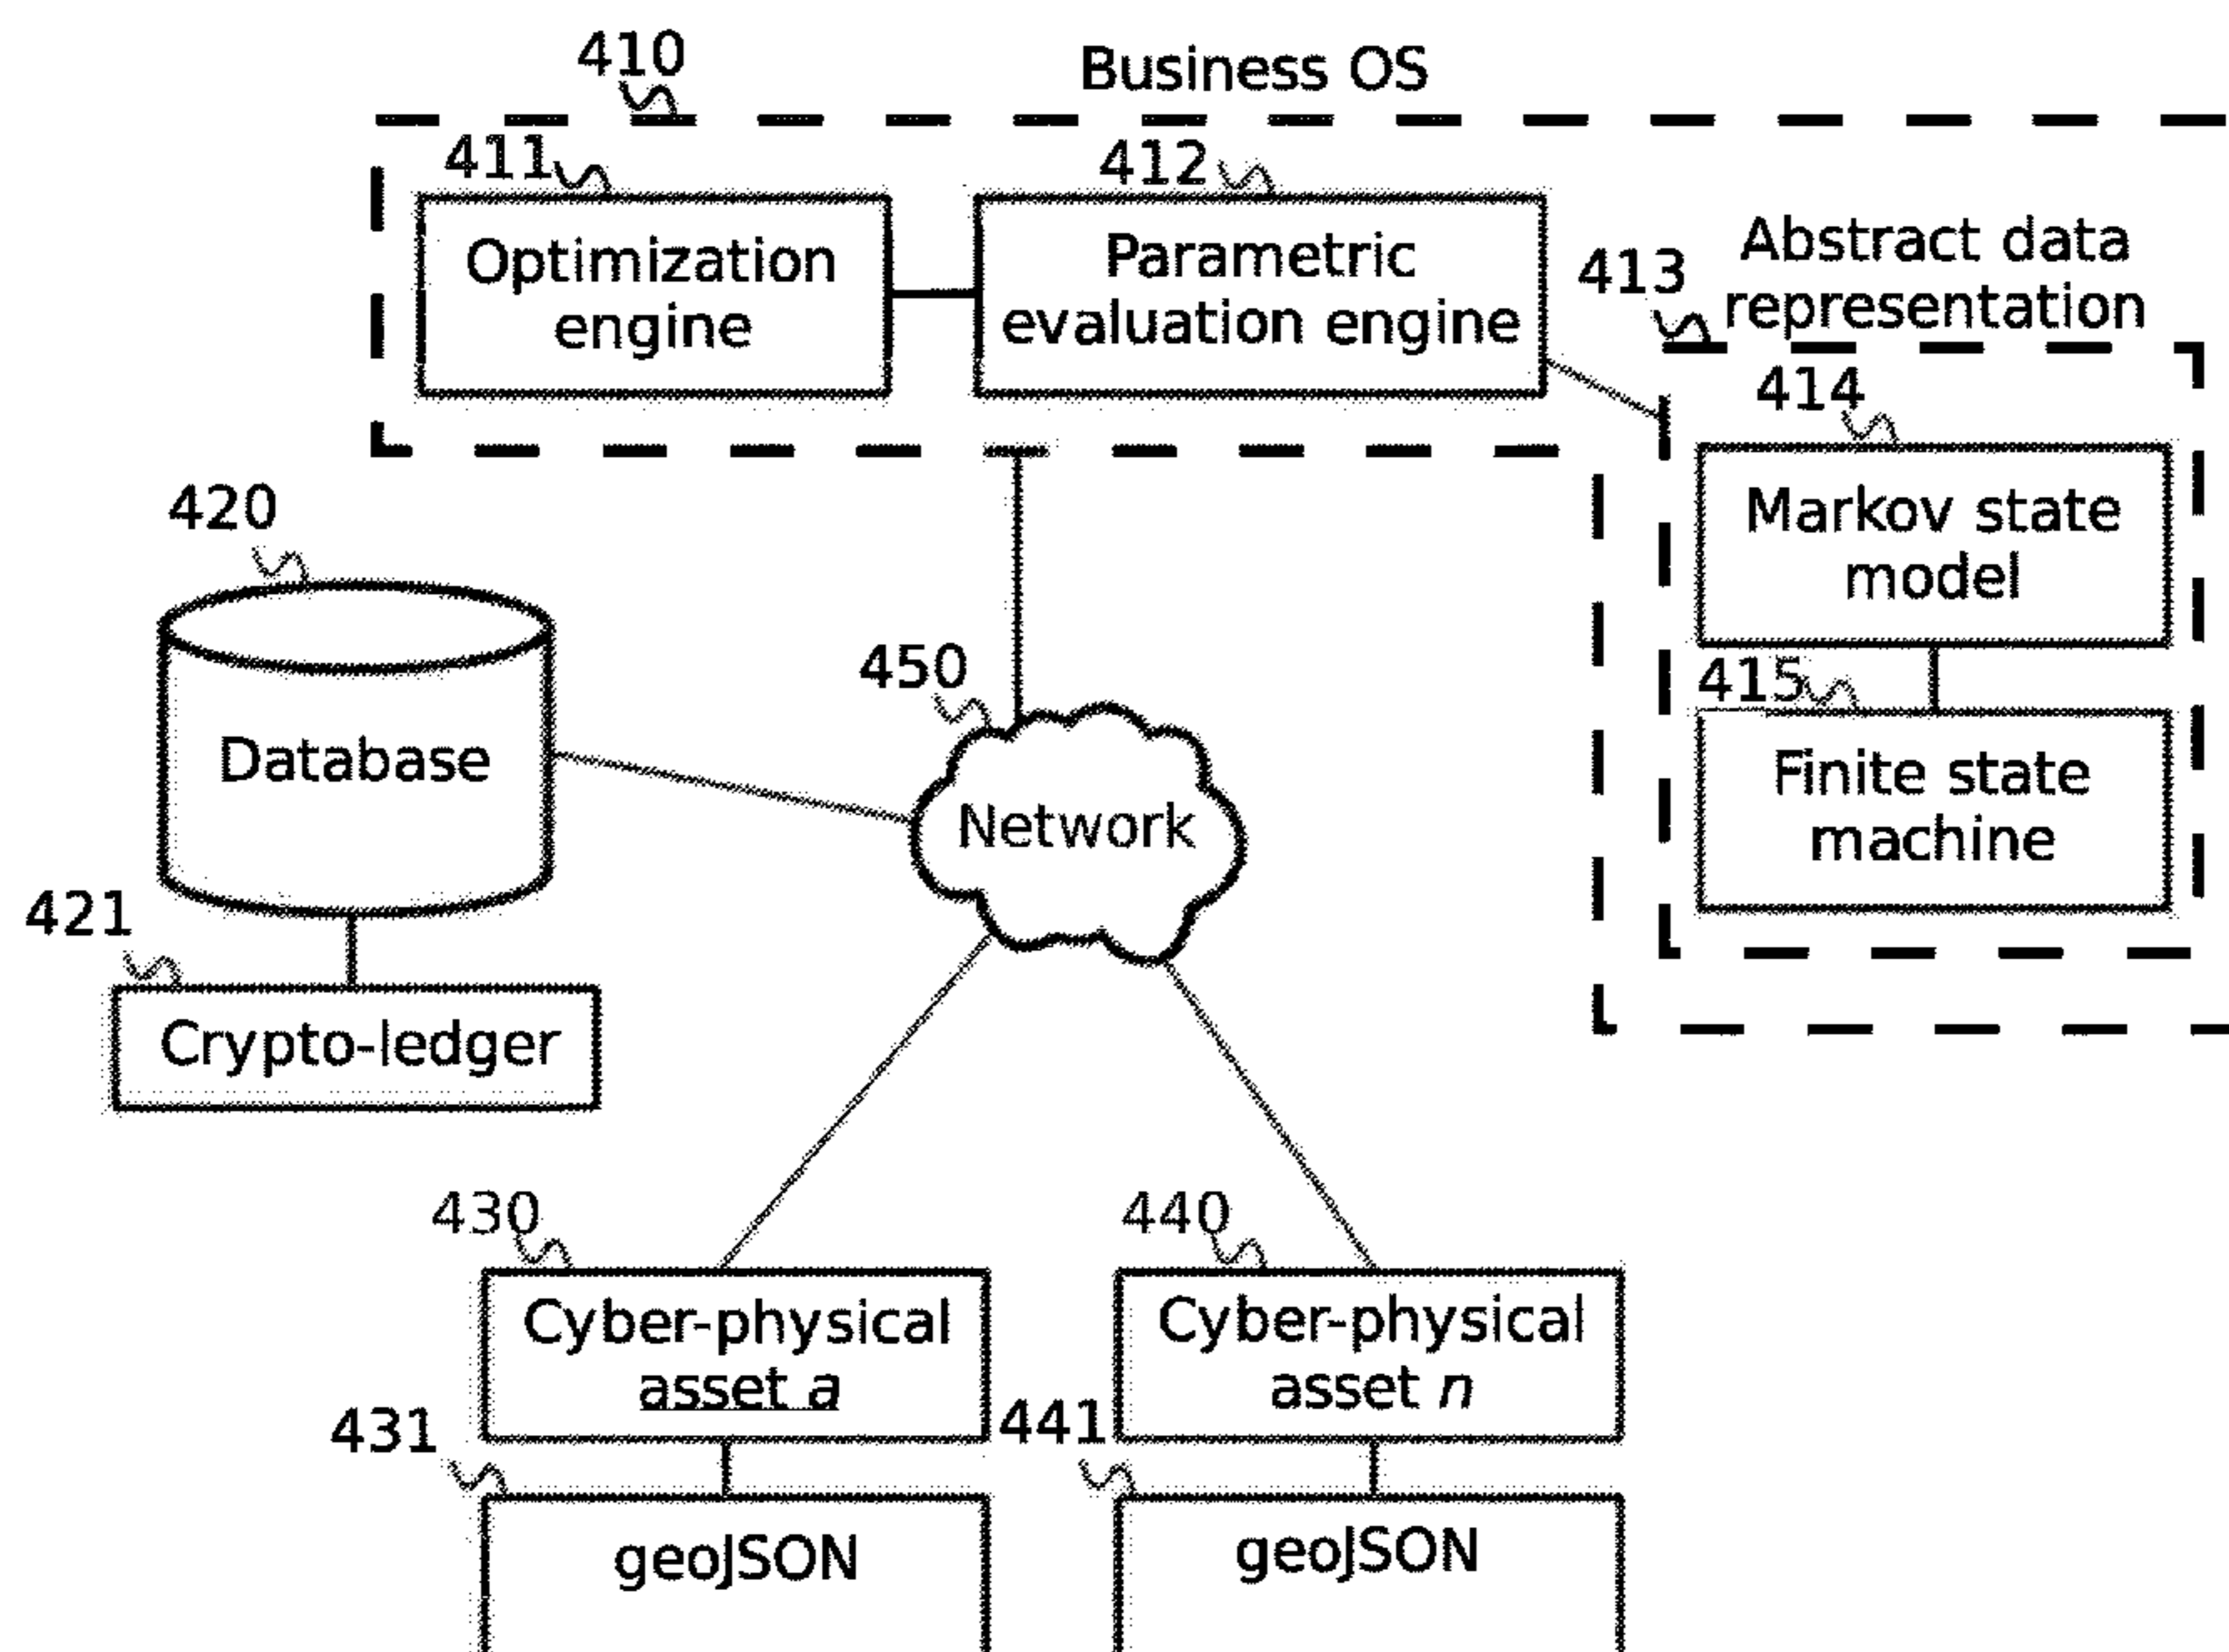 410
Business OS
411
412
Optimization
engine
Parametric
evaluation engine
413
Abstract data
representation
414
Markov state
model
415
Finite state
machine
420
Database
450
Network
421
Crypto-ledger
430
Cyber-physical
asset a
440
Cyber-physical
asset n
431
geoJSON
441
geoJSON